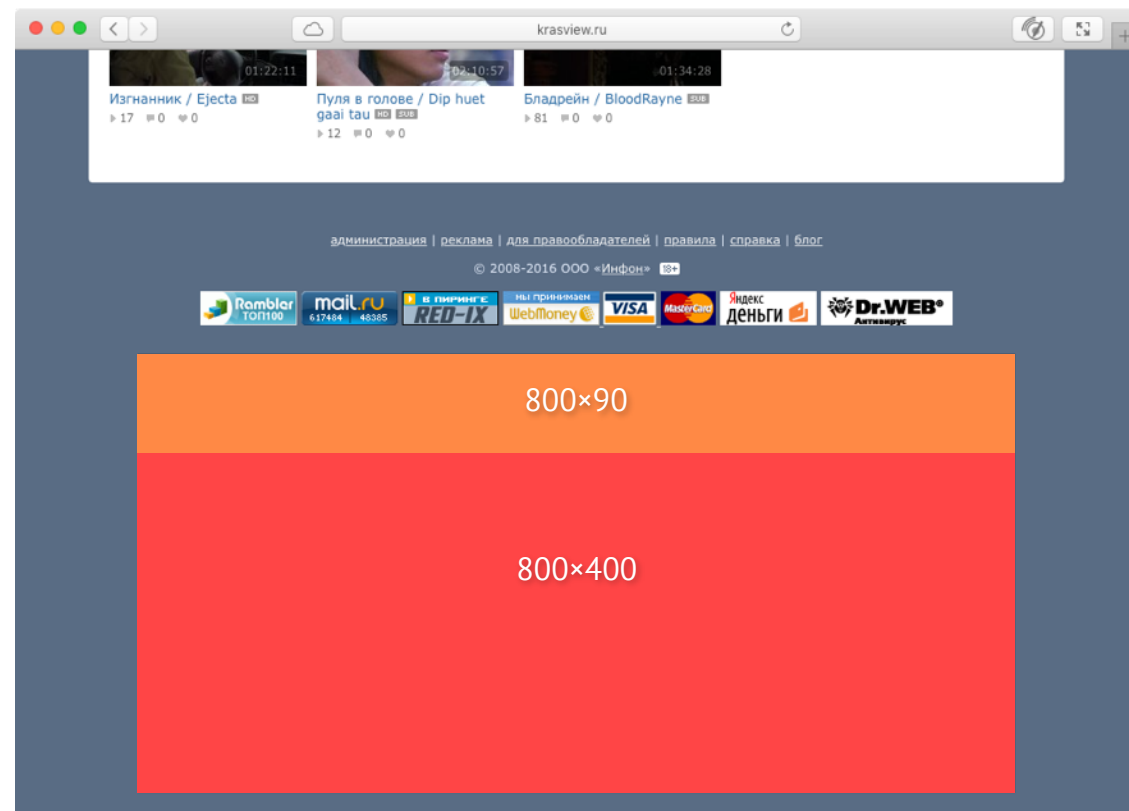 krasview.ru
01:22:11
02:10:57
01:34:28
Изгнанник / Ejecta HD
Пуля в голове / Dip huet
gaai tau HD SUB
Бладрейн / BloodRayne SUB
17 0 0
12 0 0
81 0 0
администрация | реклама | для правообладателей | правила | справка | блог
© 2008-2016 ООО «Инфон» 18+
Rambler
ТОП100
mail.ru
617484 48385
В ПИРИНГЕ
RED-IX
МЫ ПРИНИМАЕМ
WebMoney
VISA
MasterCard
Яндекс
деньги
Dr.WEB®
Антивирус
800×90
800×400